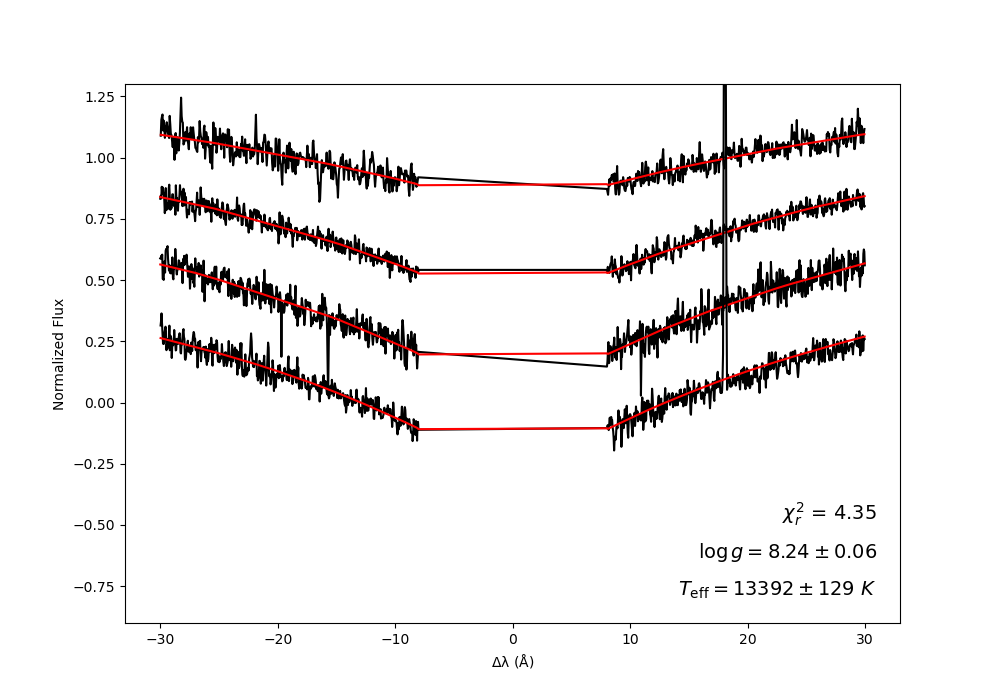 1.25
1.00
0.75
0.50
0.25
0.00
−0.25
−0.50
−0.75
Normalized Flux
χ²ᵣ = 4.35
log g = 8.24 ± 0.06
T_eff = 13392 ± 129 K
−30 −20 −10 0 10 20 30
Δλ (Å)